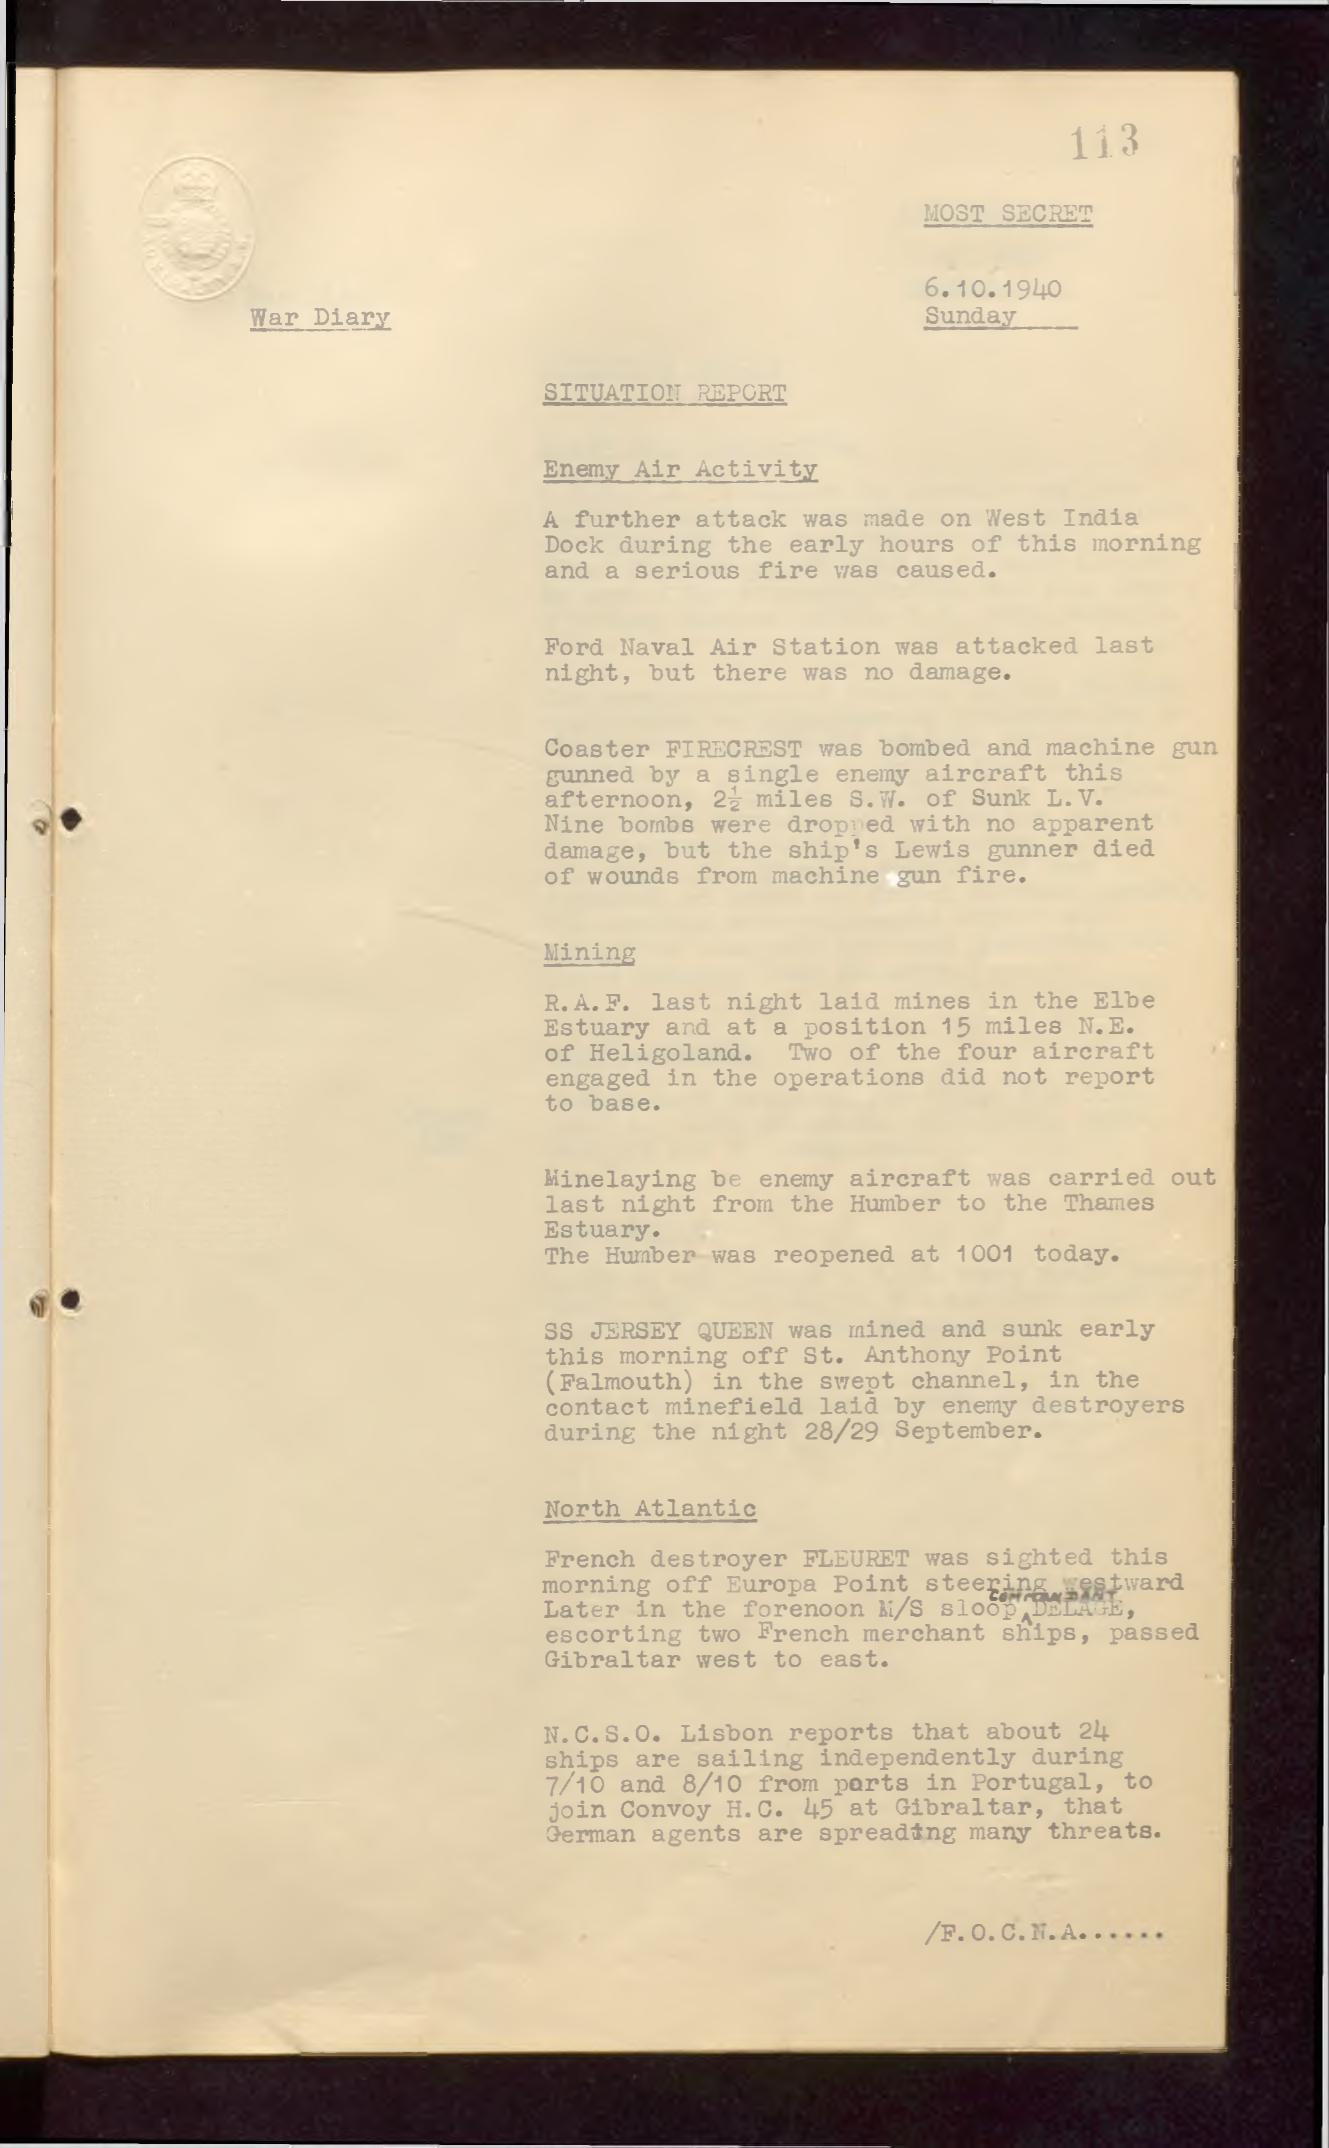 113
MOST SECRET
6.10.1940
Sunday
War Diary
SITUATION REPORT
Enemy Air Activity
A further attack was made on West India
Dock during the early hours of this morning
and a serious fire was caused.
Ford Naval Air Station was attacked last
night, but there was no damage.
Coaster FIRECREST was bombed and machine gun
gunned by a single enemy aircraft this
afternoon, 2½ miles S.W. of Sunk L.V.
Nine bombs were dropped with no apparent
damage, but the ship's Lewis gunner died
of wounds from machine gun fire.
Mining
R.A.F. last night laid mines in the Elbe
Estuary and at a position 15 miles N.E.
of Heligoland. Two of the four aircraft
engaged in the operations did not report
to base.
Minelaying be enemy aircraft was carried out
last night from the Humber to the Thames
Estuary.
The Humber was reopened at 1001 today.
SS JERSEY QUEEN was mined and sunk early
this morning off St. Anthony Point
(Falmouth) in the swept channel, in the
contact minefield laid by enemy destroyers
during the night 28/29 September.
North Atlantic
French destroyer FLEURET was sighted this
morning off Europa Point steering westward
COMMANDANT
Later in the forenoon M/S sloop DELAGE,
escorting two French merchant ships, passed
Gibraltar west to east.
N.C.S.O. Lisbon reports that about 24
ships are sailing independently during
7/10 and 8/10 from ports in Portugal, to
join Convoy H.G. 45 at Gibraltar, that
German agents are spreading many threats.
/F.O.C.N.A......